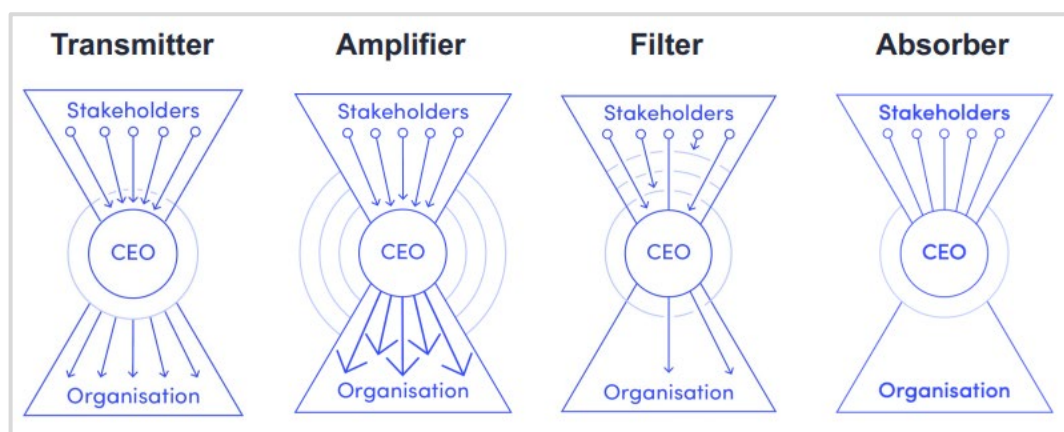 Transmitter
Amplifier
Filter
Absorber
Stakeholders
Stakeholders
Stakeholders
Stakeholders
CEO
CEO
CEO
CEO
Organisation
Organisation
Organisation
Organisation